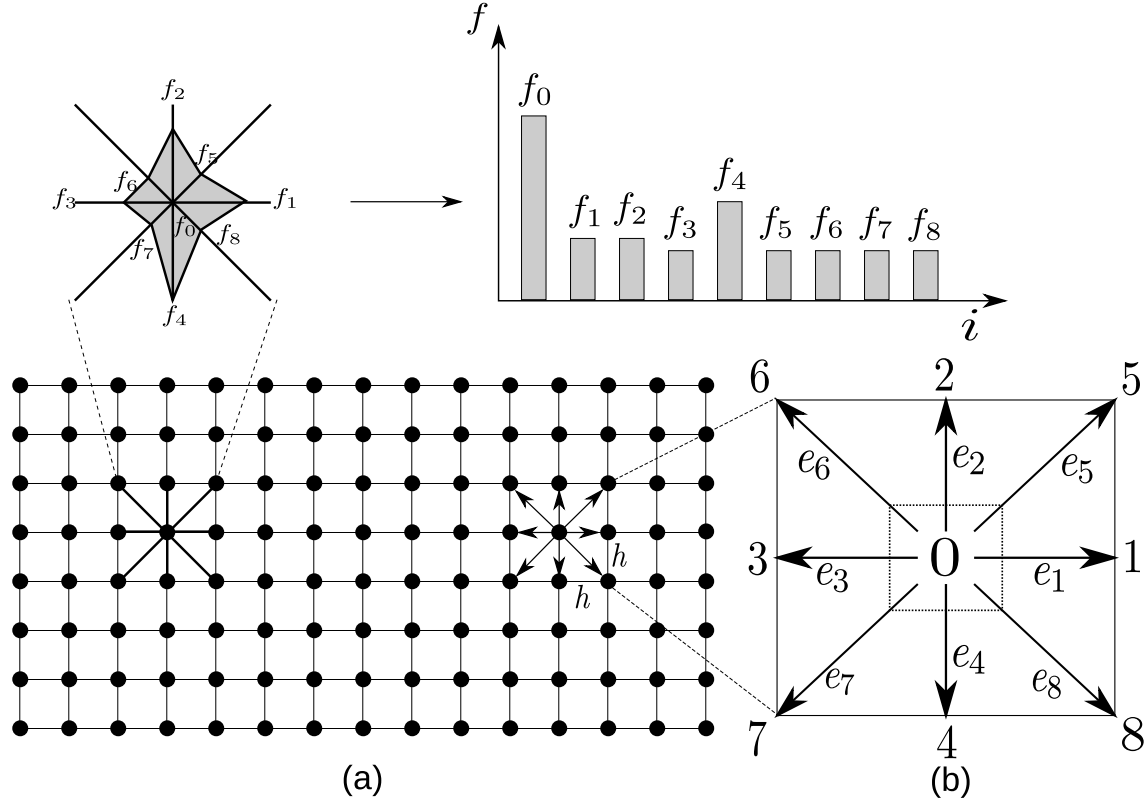 f
f₀
f₁
f₂
f₃
f₄
f₅
f₆
f₇
f₈
i
f₂
f₅
f₆
f₃
f₁
f₀
f₇
f₈
f₄
h
h
(a)
6
2
5
e₆
e₂
e₅
3
0
1
e₃
e₁
e₇
e₄
e₈
7
4
8
(b)